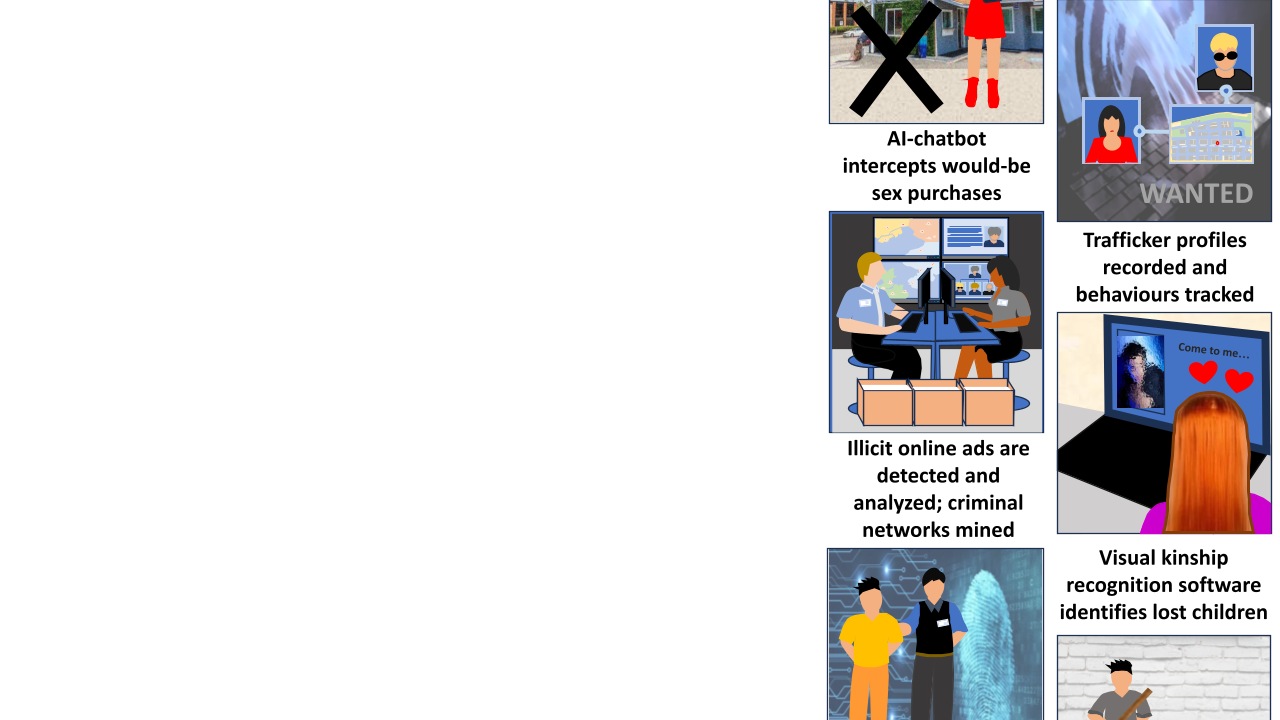 AI-chatbot
intercepts would-be
sex purchases
Illicit online ads are
detected and
analyzed; criminal
networks mined
WANTED
Trafficker profiles
recorded and
behaviours tracked
Come to me...
Visual kinship
recognition software
identifies lost children